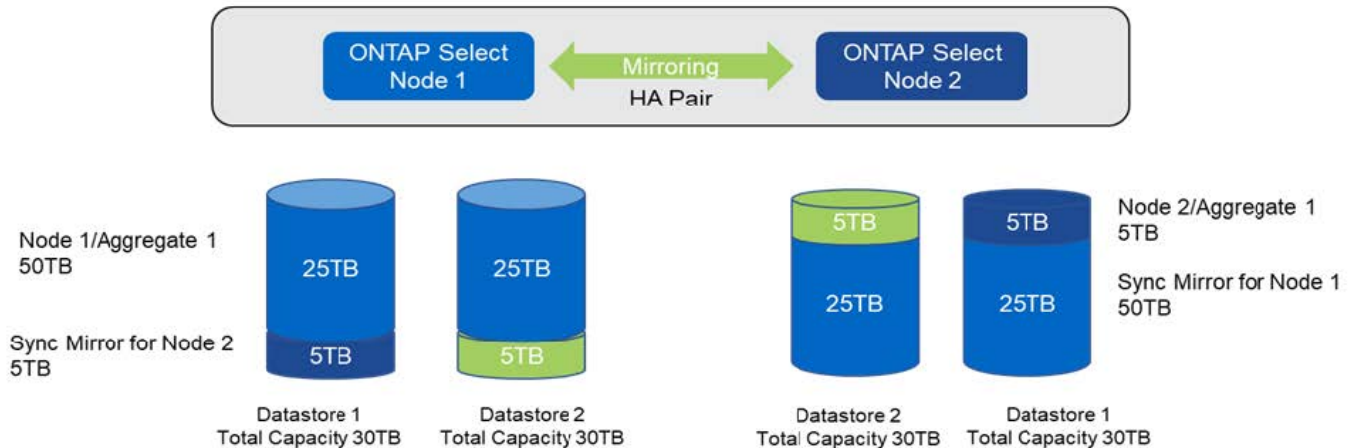 ONTAP Select
Node 1
Mirroring
HA Pair
ONTAP Select
Node 2
Node 1/Aggregate 1
50TB
Sync Mirror for Node 2
5TB
25TB
5TB
25TB
5TB
5TB
25TB
5TB
25TB
Node 2/Aggregate 1
5TB
Sync Mirror for Node 1
50TB
Datastore 1
Total Capacity 30TB
Datastore 2
Total Capacity 30TB
Datastore 2
Total Capacity 30TB
Datastore 1
Total Capacity 30TB